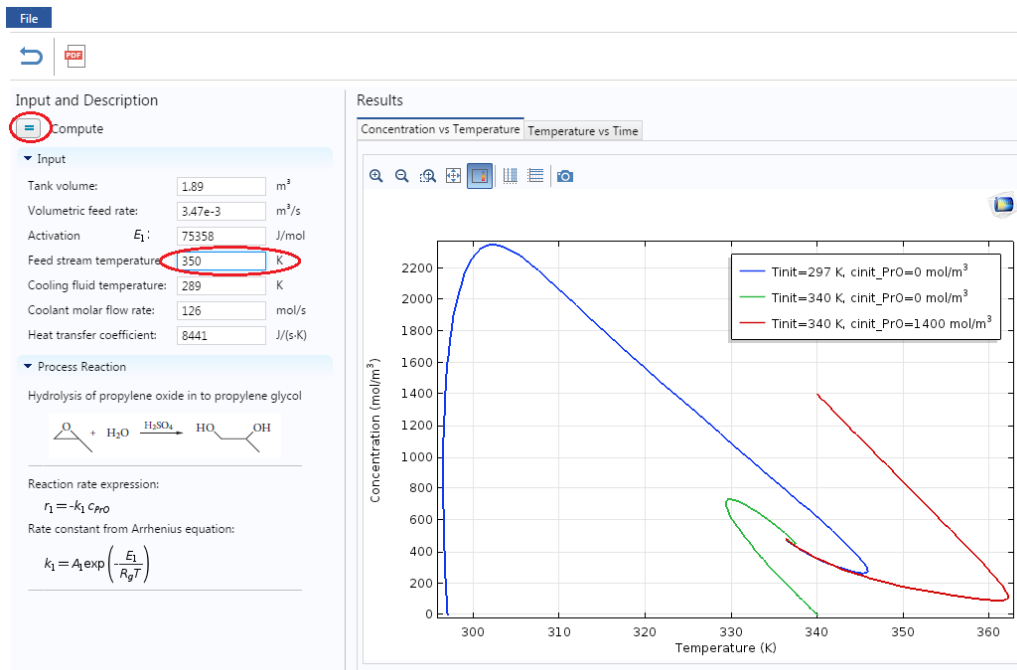 File
PDF
Input and Description
= Compute
Input
Tank volume: 1.89 m³
Volumetric feed rate: 3.47e-3 m³/s
Activation E₁: 75358 J/mol
Feed stream temperature 350 K
Cooling fluid temperature: 289 K
Coolant molar flow rate: 126 mol/s
Heat transfer coefficient: 8441 J/(s·K)
Process Reaction
Hydrolysis of propylene oxide in to propylene glycol
O + H₂O H₂SO₄ HO OH
Reaction rate expression:
r₁=-k₁ c_PrO
Rate constant from Arrhenius equation:
k₁=A₁exp(-E₁/R_gT)
Results
Concentration vs Temperature Temperature vs Time
Tinit=297 K, cinit_PrO=0 mol/m³
Tinit=340 K, cinit_PrO=0 mol/m³
Tinit=340 K, cinit_PrO=1400 mol/m³
Concentration (mol/m³)
2200
2000
1800
1600
1400
1200
1000
800
600
400
200
0
300 310 320 330 340 350 360
Temperature (K)